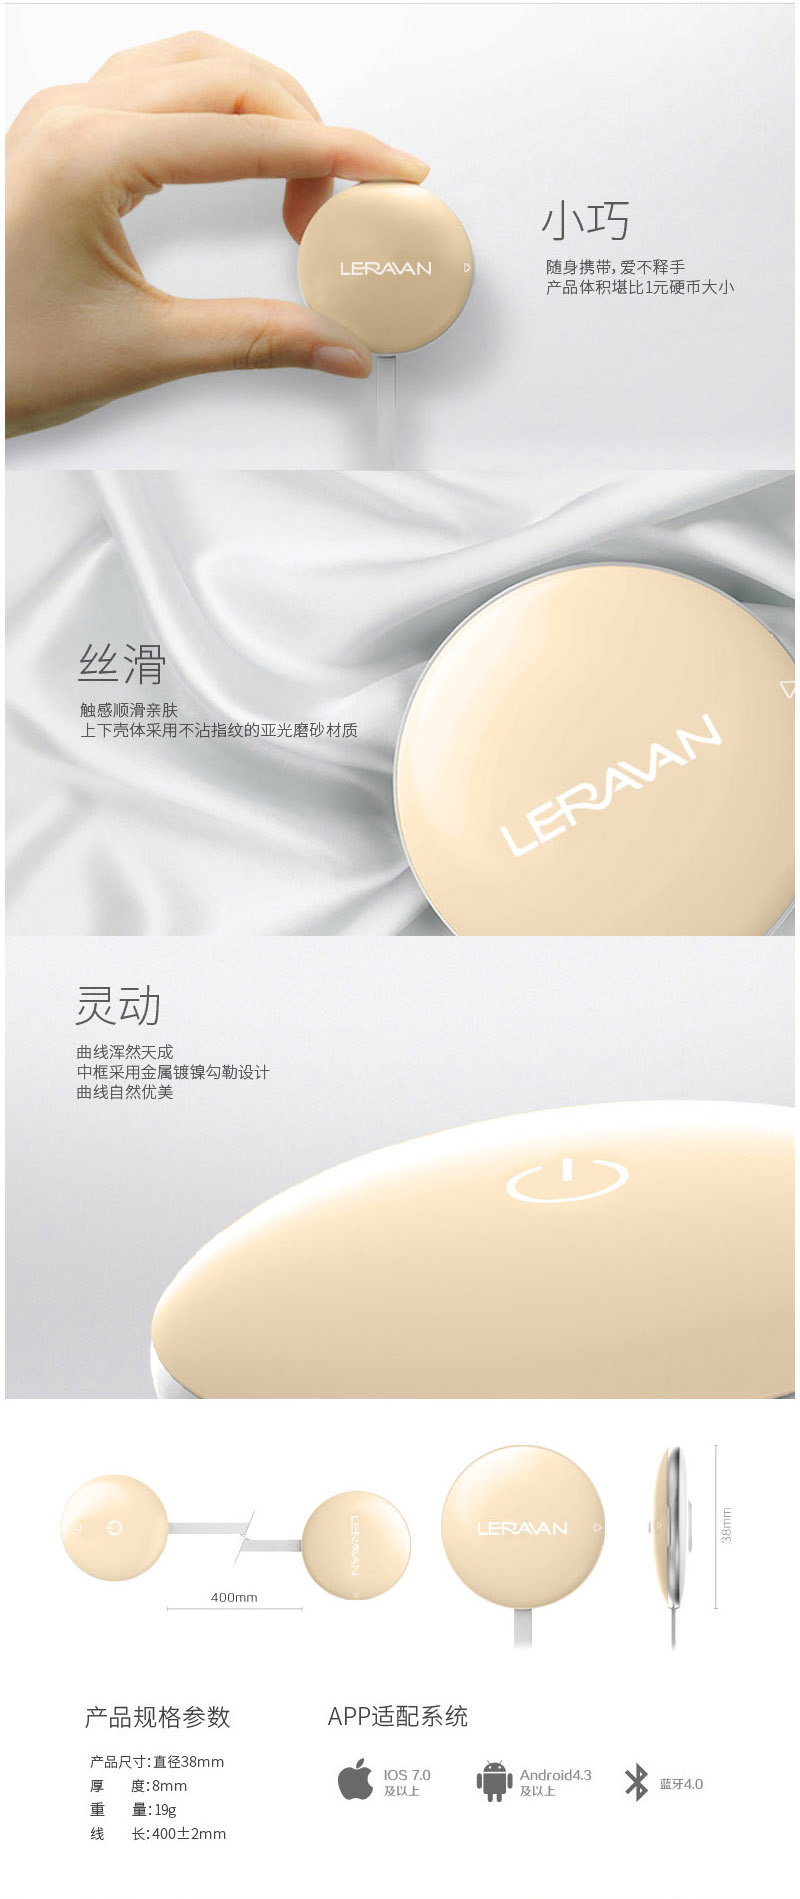 LERAVAN
小巧
随身携带，爱不释手
产品体积堪比1元硬币大小
丝滑
触感顺滑亲肤
上下壳体采用不沾指纹的亚光磨砂材质
LERAVAN
灵动
曲线浑然天成
中框采用金属镀镍勾勒设计
曲线自然优美
LERAVAN
LERAVAN
400mm
38mm
产品规格参数
产品尺寸：直径38mm
厚 度：8mm
重 量：19g
线 长：400±2mm
APP适配系统
IOS 7.0
及以上
Android4.3
及以上
蓝牙4.0